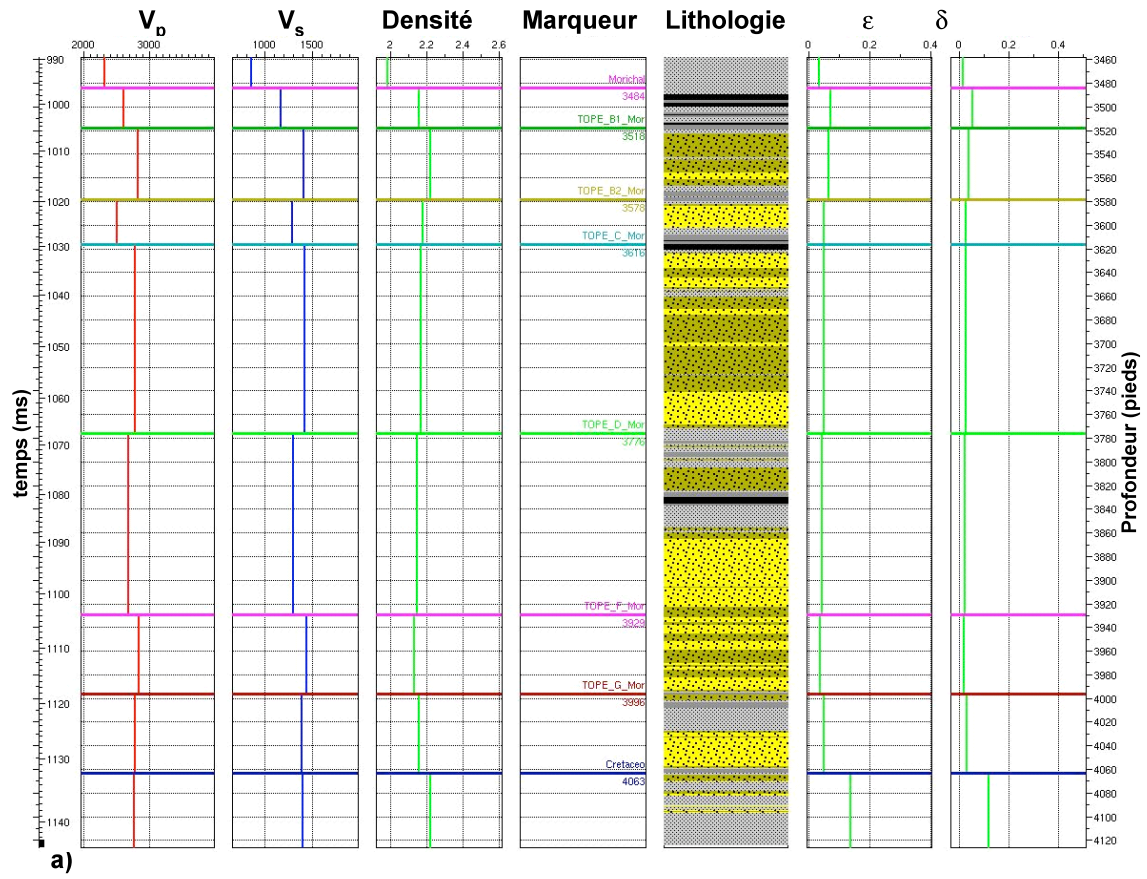 Vp Vs Densité Marqueur Lithologie ε δ
2000 3000 1000 1500 2 2.2 2.4 2.6 0 0.2 0.4 0 0.2 0.4
990 3460
Morichal 3480
3484
1000 3500
TOPE_B1_Mor
3518 3520
1010 3540
3560
TOPE_B2_Mor
1020 3578 3580
3600
TOPE_C_Mor
1030 3616 3620
3640
1040 3660
3680
1050 3700
3720
1060 3740
3760
TOPE_D_Mor
1070 3776 3780
3800
1080 3820
3840
1090 3860
3880
1100 3900
TOPE_F_Mor 3920
3929
1110 3940
3960
TOPE_G_Mor 3980
1120 3996 4000
4020
1130 4040
Cretaceo 4060
4063
4080
1140 4100
4120
temps (ms)
Profondeur (pieds)
a)